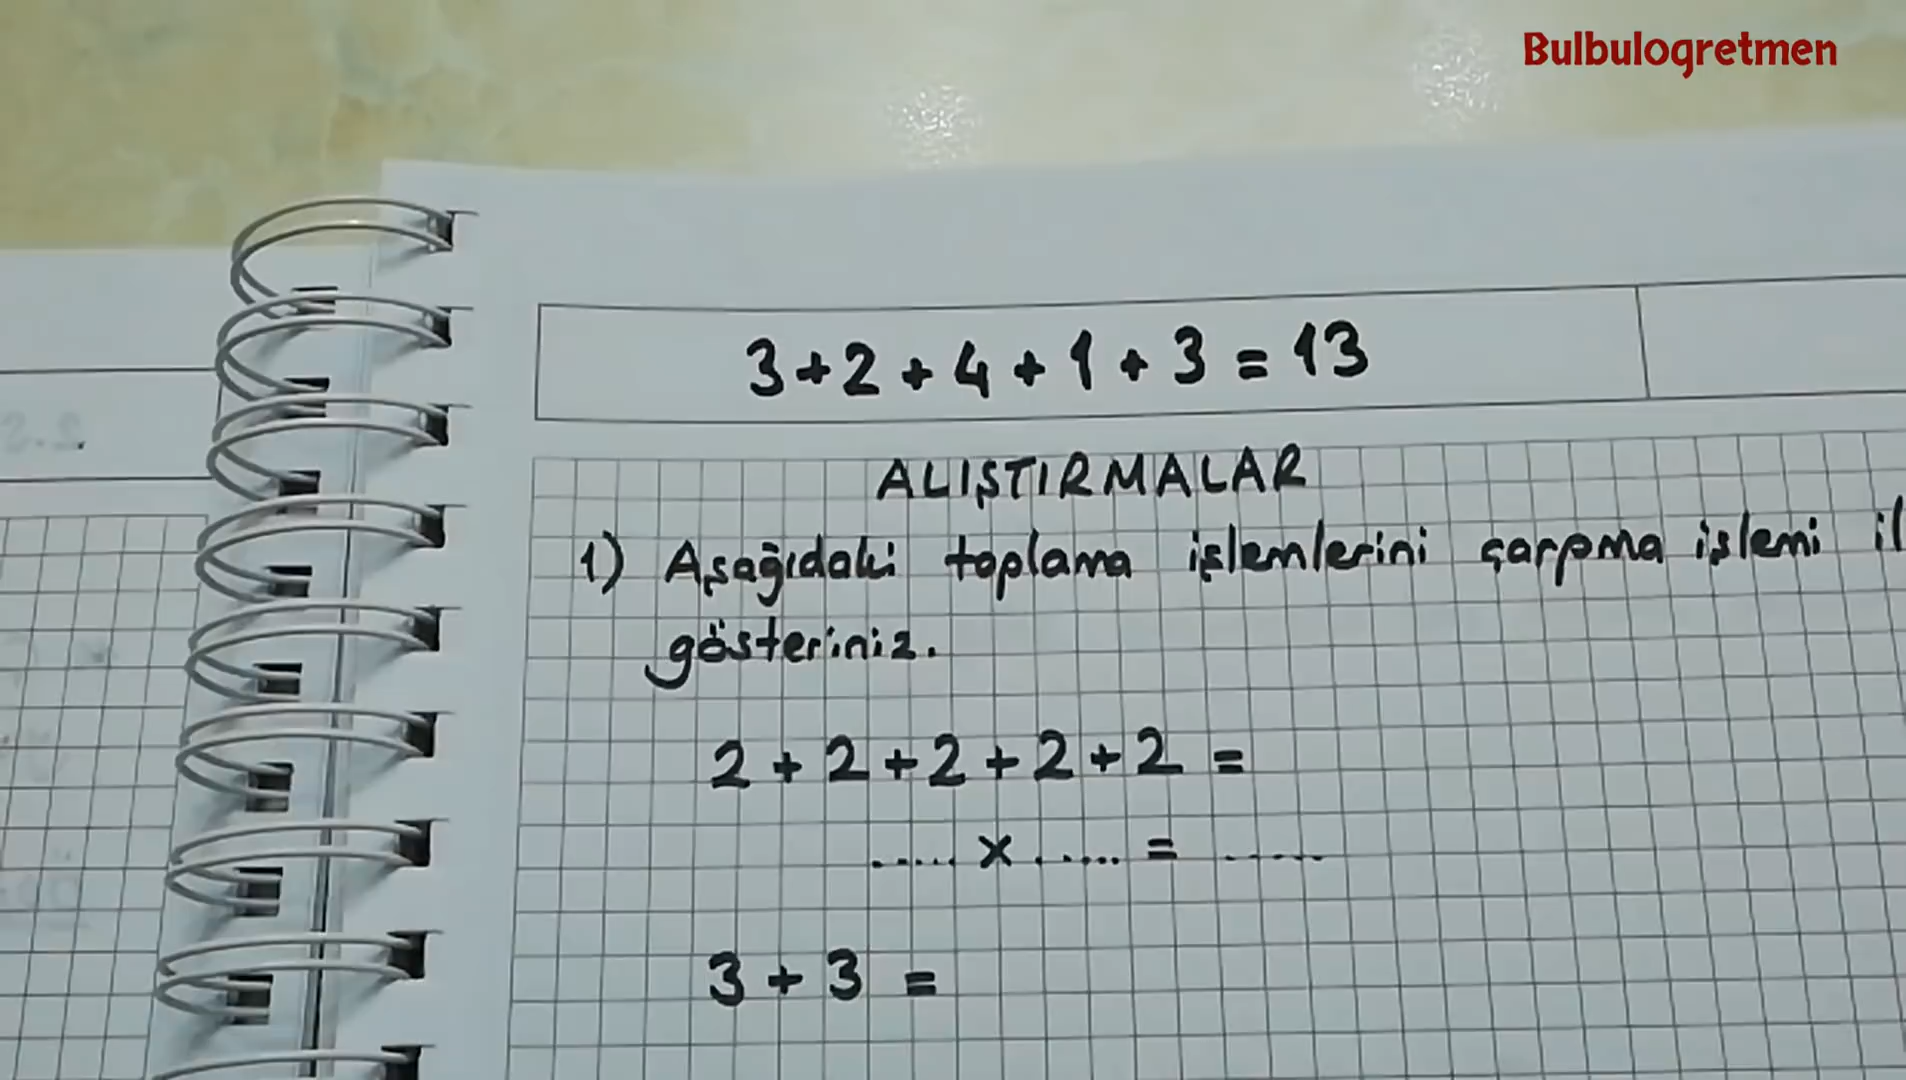 Bulbulogretmen
3+2+4+1+3=13
ALIŞTIRMALAR
1) Aşağıdaki toplama işlemlerini çarpma işlemi
gösteriniz.
2+2+2+2+2=
..... x ..... = .....
3+3=